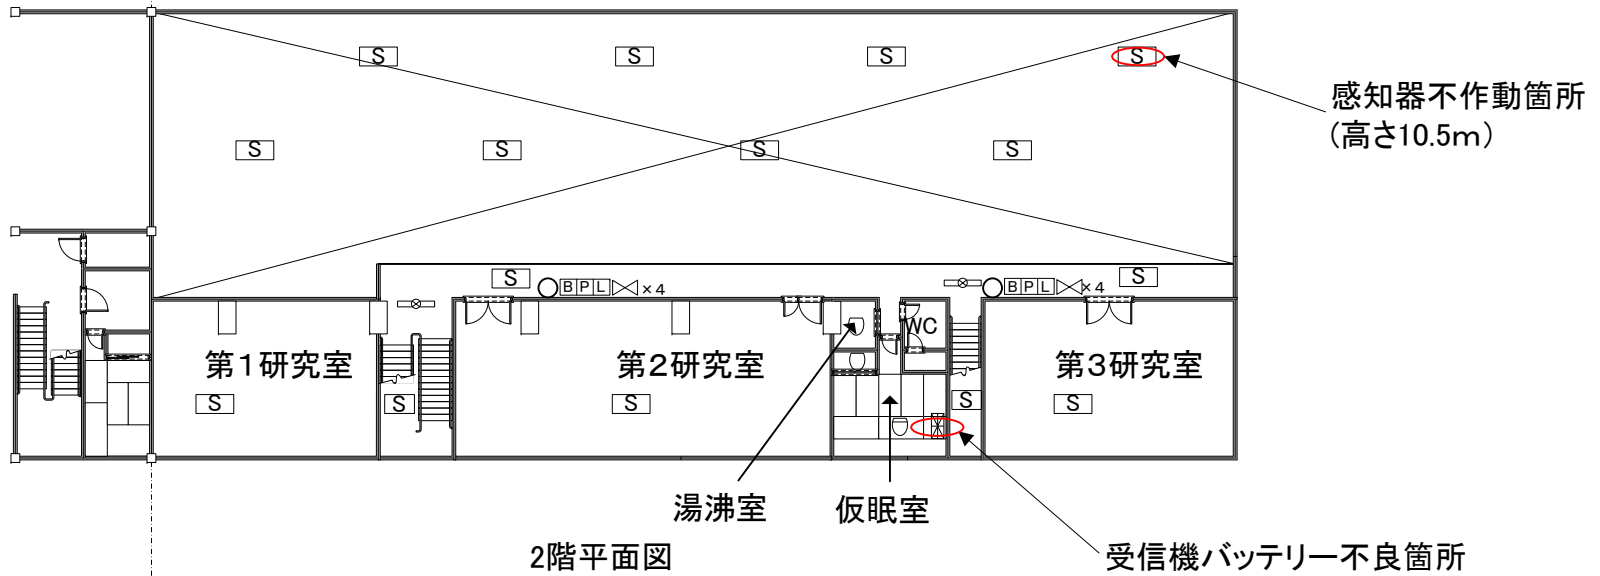 S S S S
感知器不作動箇所
(高さ10.5m)
S S S S
S BPL ×4 BPL ×4 S
WC
第1研究室 第2研究室 第3研究室
S S S S S
湯沸室 仮眠室
2階平面図 受信機バッテリー不良箇所